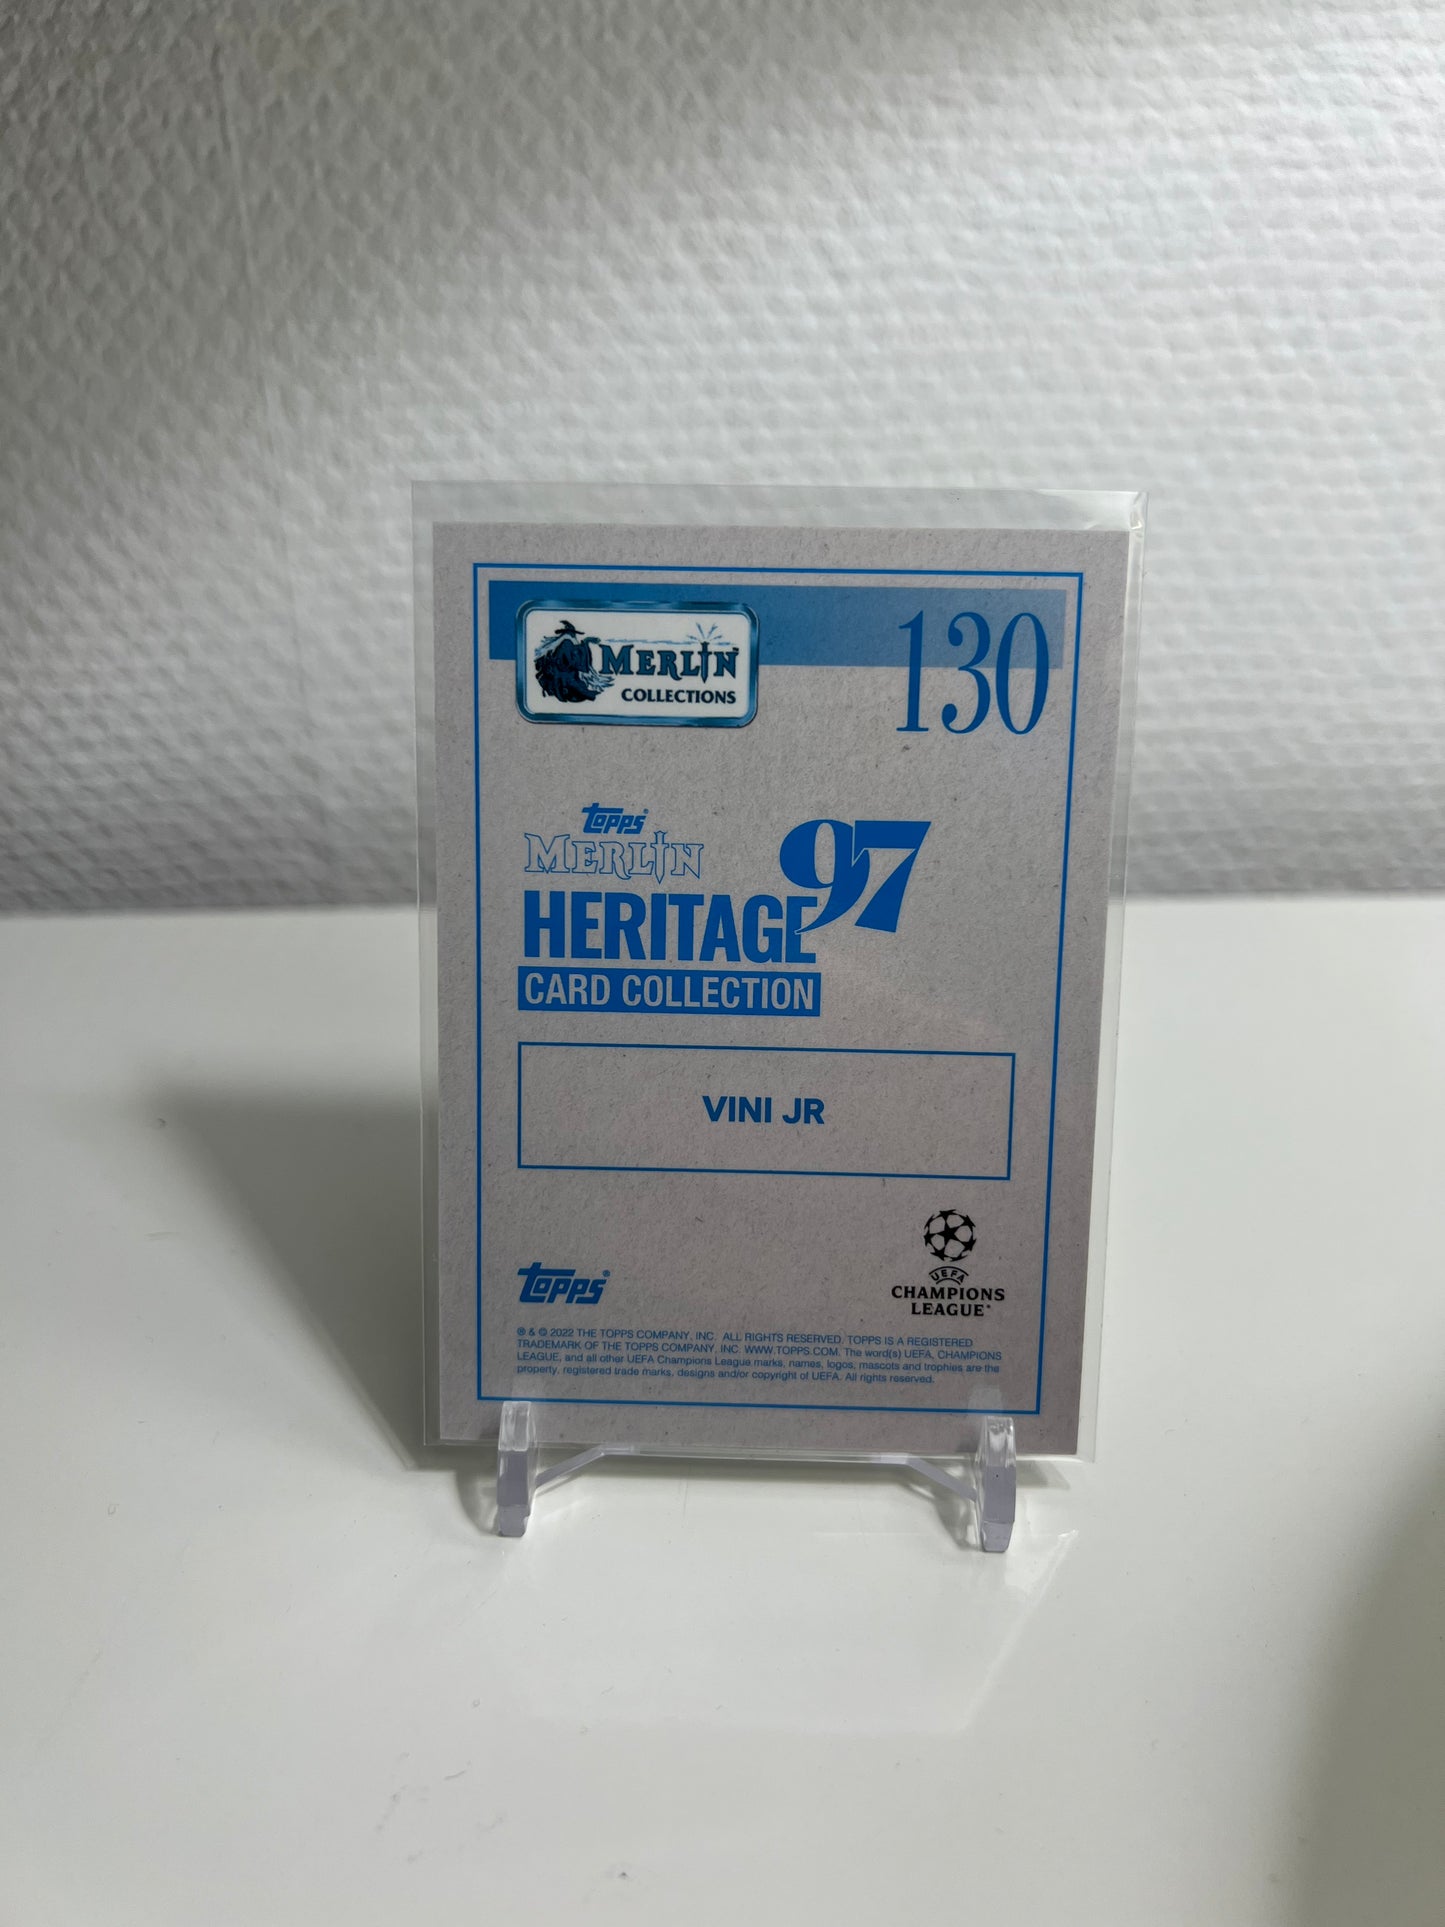 MERLIN
COLLECTIONS
130
Topps®
MERLIN
HERITAGE 97
CARD COLLECTION
VINI JR
Topps®
UEFA
CHAMPIONS
LEAGUE®
® & © 2022 THE TOPPS COMPANY, INC. ALL RIGHTS RESERVED. TOPPS IS A REGISTERED
TRADEMARK OF THE TOPPS COMPANY, INC. WWW.TOPPS.COM. The word(s) UEFA, CHAMPIONS
LEAGUE, and all other UEFA Champions League marks, names, logos, mascots and trophies are the
property, registered trade marks, designs and/or copyright of UEFA. All rights reserved.